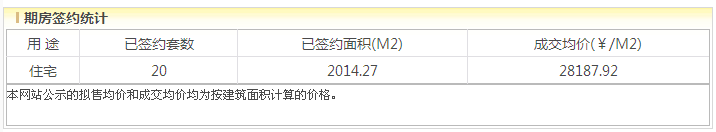 期房签约统计
用 途 已签约套数 已签约面积(M2) 成交均价(￥/M2)
住宅 20 2014.27 28187.92
本网站公示的拟售均价和成交均价均为按建筑面积计算的价格。